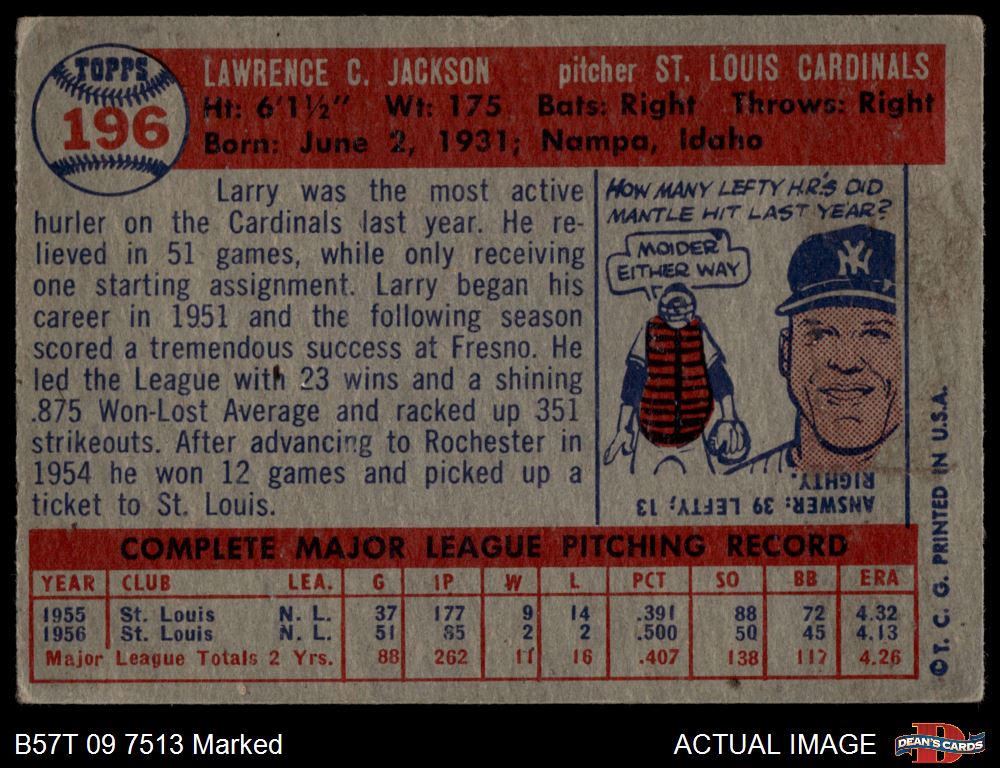 TOPPS
196
LAWRENCE C. JACKSON pitcher ST. LOUIS CARDINALS
Ht: 6'1½" Wt: 175 Bats: Right Throws: Right
Born: June 2, 1931; Nampa, Idaho
Larry was the most active
hurler on the Cardinals last year. He re-
lieved in 51 games, while only receiving
one starting assignment. Larry began his
career in 1951 and the following season
scored a tremendous success at Fresno. He
led the League with 23 wins and a shining
.875 Won-Lost Average and racked up 351
strikeouts. After advancing to Rochester in
1954 he won 12 games and picked up a
ticket to St. Louis.
HOW MANY LEFTY H.R'S DID
MANTLE HIT LAST YEAR?
MOIDER
EITHER WAY
NY
ANSWER: 39 LEFTY; 13
RIGHTY.
COMPLETE MAJOR LEAGUE PITCHING RECORD
YEAR CLUB LEA. G IP W L PCT SO BB ERA
1955 St. Louis N. L. 37 177 9 14 .391 88 72 4.32
1956 St. Louis N. L. 51 85 2 2 .500 50 45 4.13
Major League Totals 2 Yrs. 88 262 11 16 .407 138 117 4.26
©T. C. G. PRINTED IN U.S.A.
B57T 09 7513 Marked
ACTUAL IMAGE
D
DEAN'S CARDS